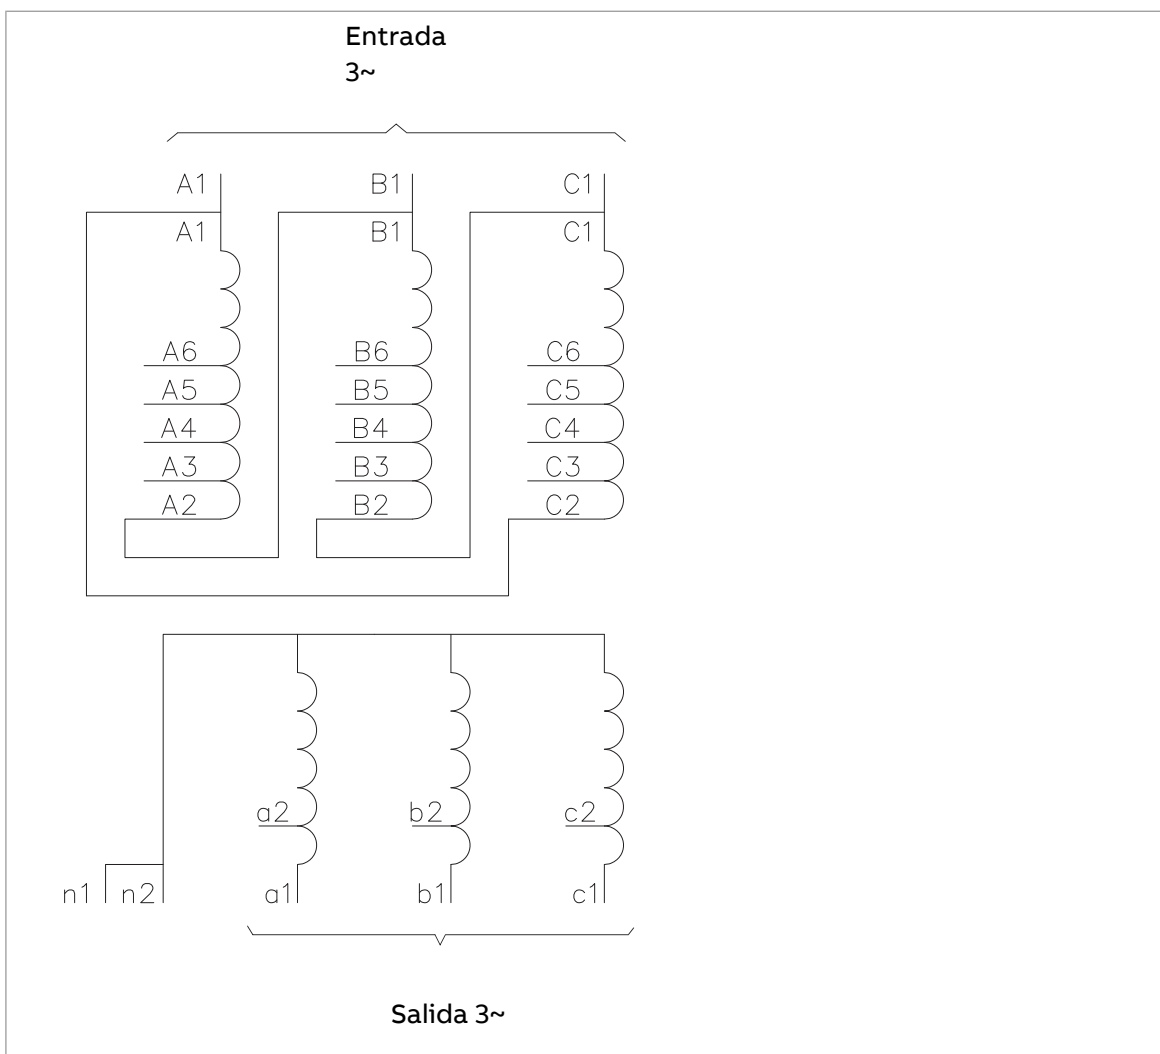 Entrada
3~
A1 B1 C1
A1 B1 C1
A6 B6 C6
A5 B5 C5
A4 B4 C4
A3 B3 C3
A2 B2 C2
a2 b2 c2
n1 n2 a1 b1 c1
Salida 3~